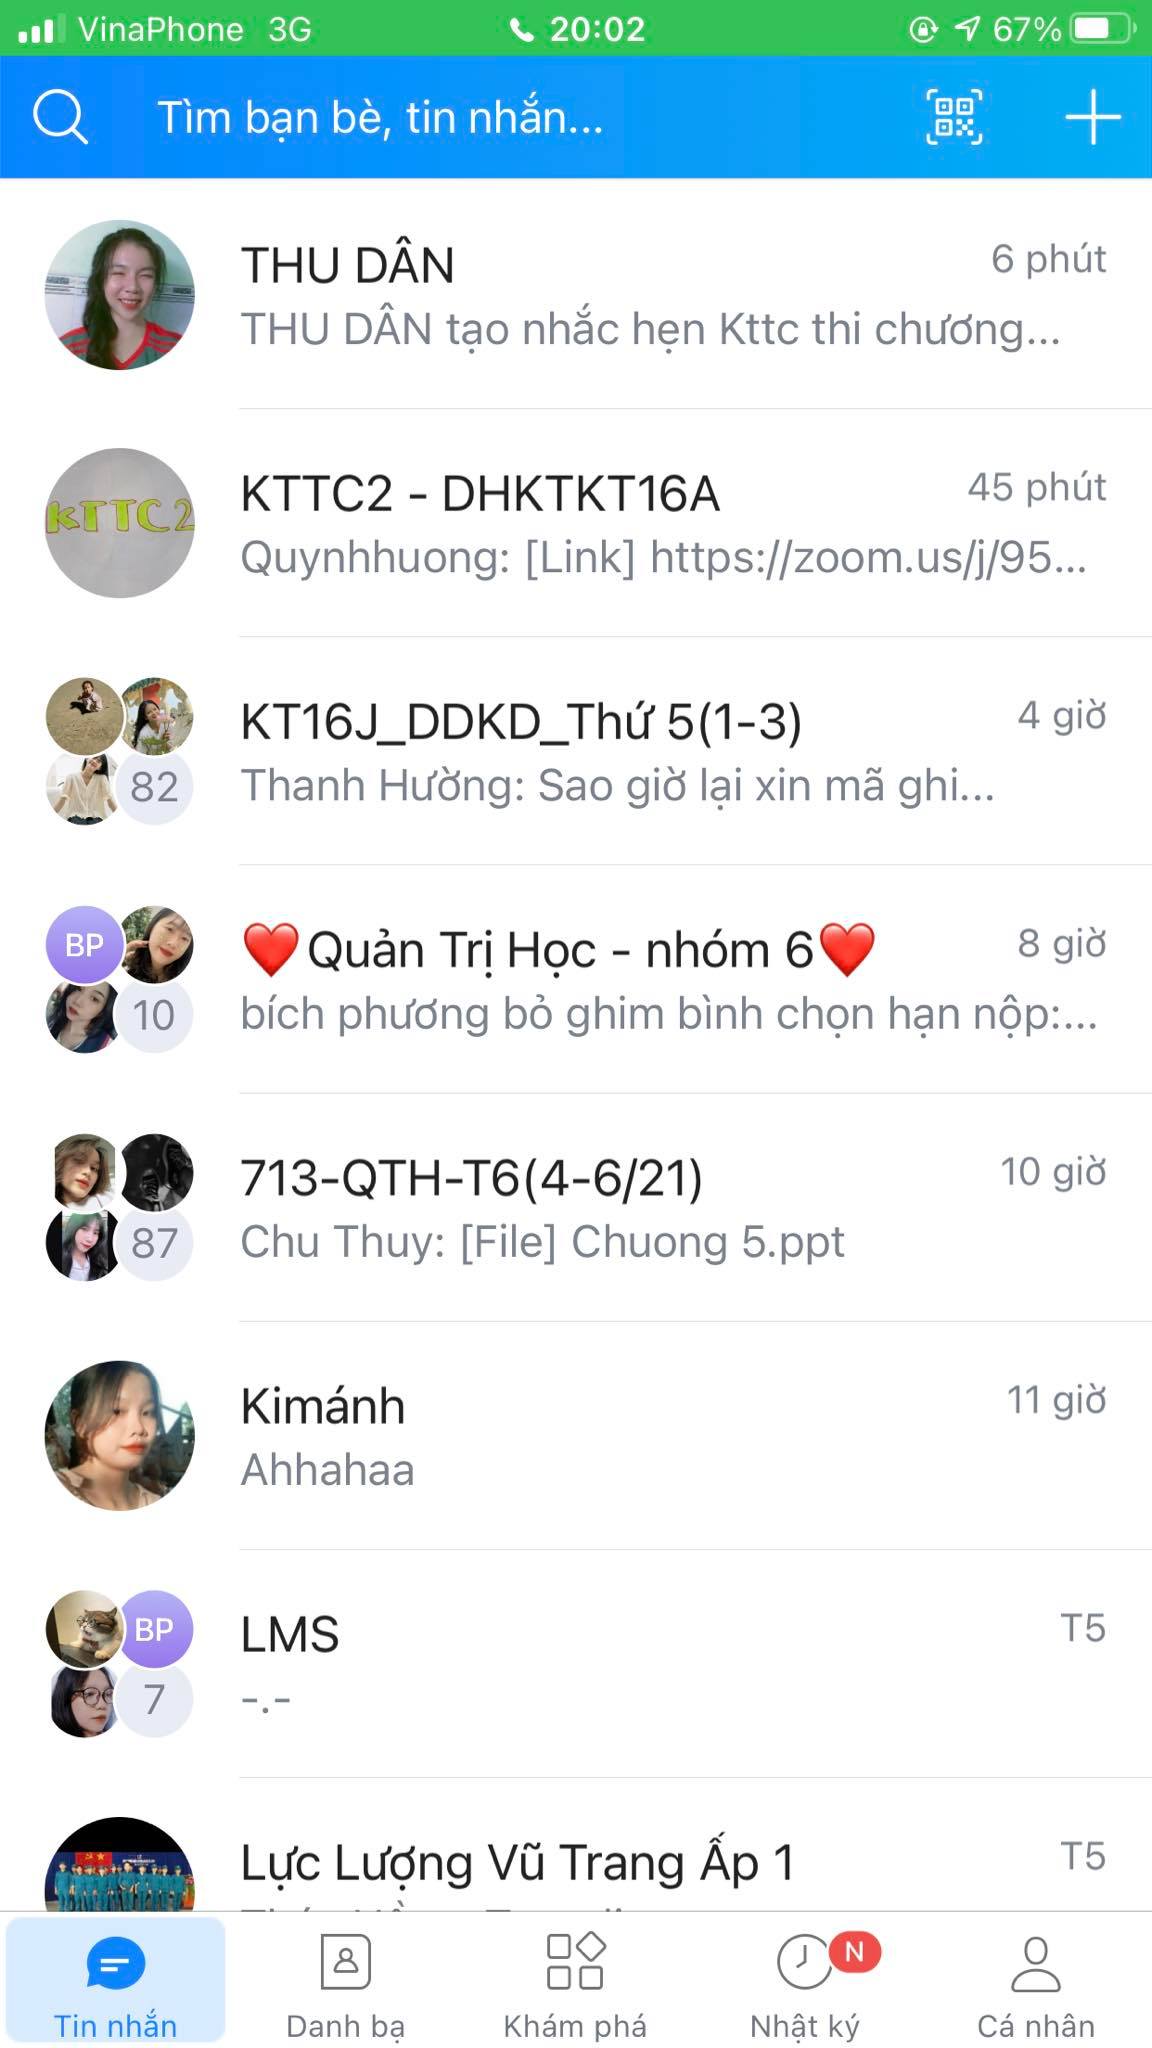 VinaPhone 3G 20:02 67%
Tìm bạn bè, tin nhắn...
THU DÂN 6 phút
THU DÂN tạo nhắc hẹn Kttc thi chương...
KTTC2
KTTC2 - DHKTKT16A 45 phút
Quynhhuong: [Link] https://zoom.us/j/95...
KT16J_DDKD_Thứ 5(1-3) 4 giờ
82 Thanh Hường: Sao giờ lại xin mã ghi...
BP ❤️Quản Trị Học - nhóm 6❤️ 8 giờ
10 bích phương bỏ ghim bình chọn hạn nộp:...
713-QTH-T6(4-6/21) 10 giờ
87 Chu Thuy: [File] Chuong 5.ppt
Kimánh 11 giờ
Ahhahaa
BP LMS T5
7 -.-
Lực Lượng Vũ Trang Ấp 1 T5
N
Tin nhắn Danh bạ Khám phá Nhật ký Cá nhân